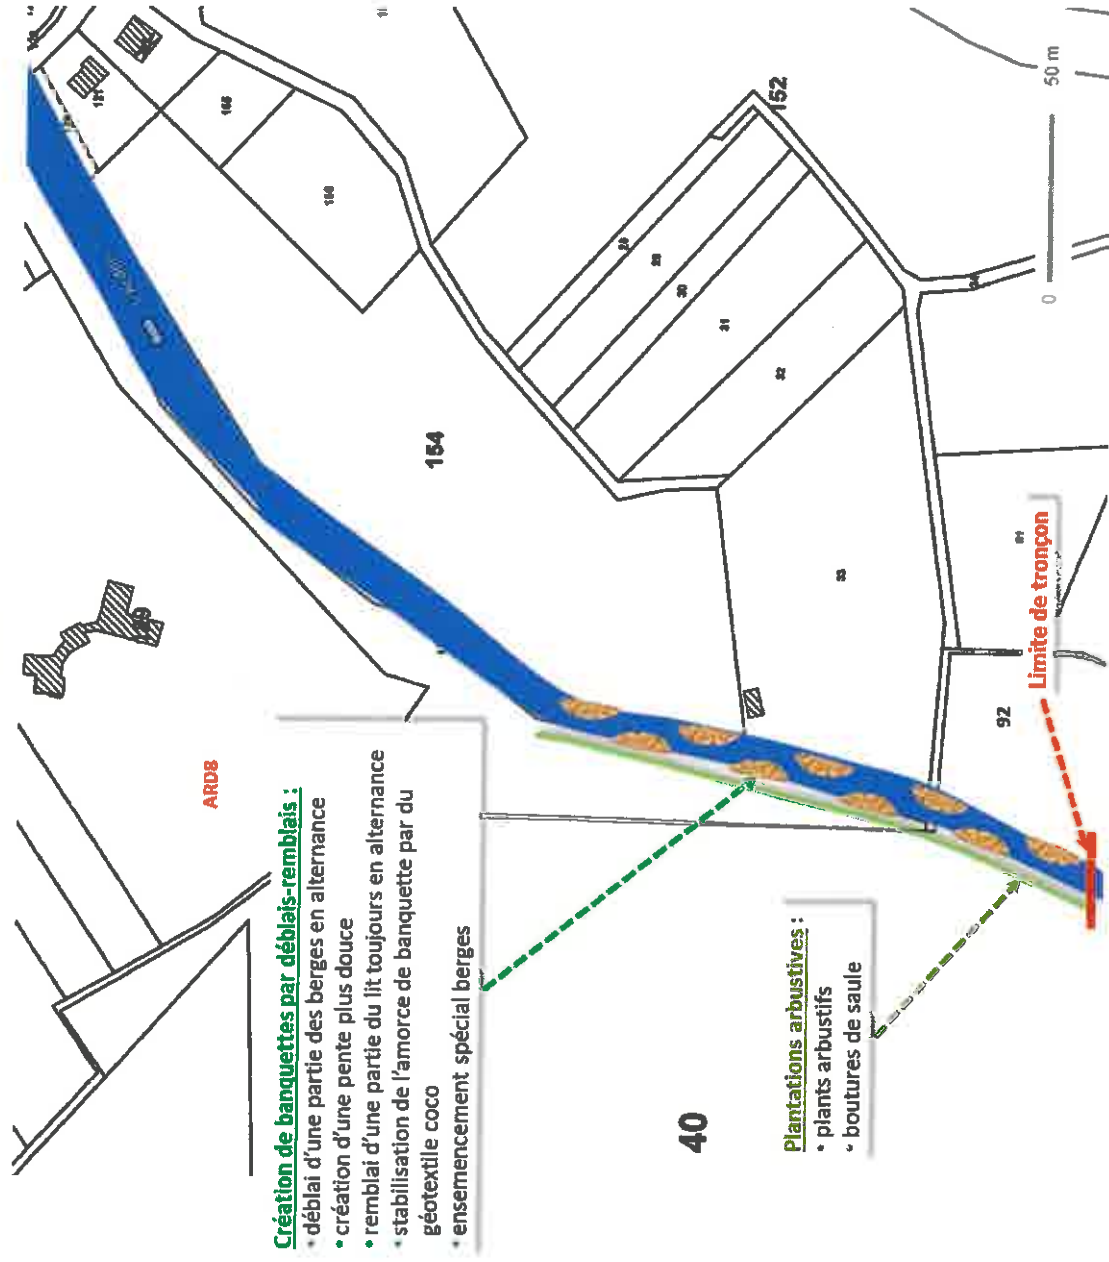 Création de banquettes par déblais-remblais :
• déblai d'une partie des berges en alternance
• création d'une pente plus douce
• remblai d'une partie du lit toujours en alternance
• stabilisation de l'amorce de banquette par du
géotextile coco
• ensemencement spécial berges
Plantations arbustives :
• plants arbustifs
• boutures de saule
ARDB
Limite de tronçon
40
154
152
92
33
32
31
30
121
0
50 m